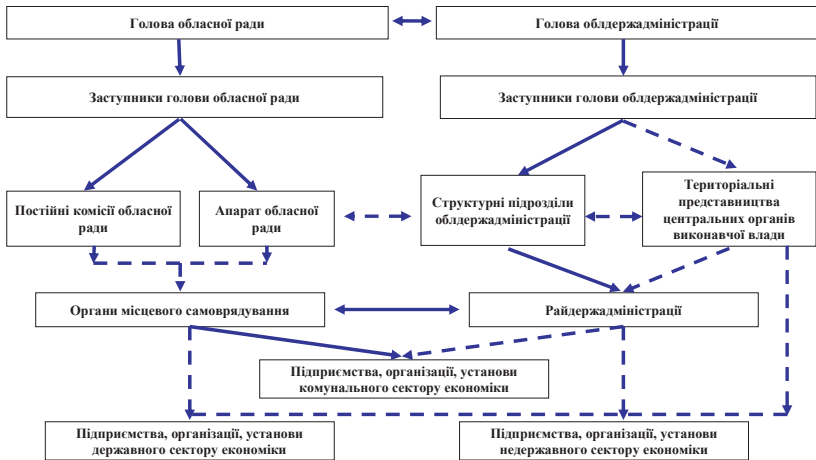 Голова обласної ради
Голова облдержадміністрації
Заступники голови обласної ради
Заступники голови облдержадміністрації
Постійні комісії обласної
ради
Апарат обласної
ради
Структурні підрозділи
облдержадміністрації
Територіальні
представництва
центральних органів
виконавчої влади
Органи місцевого самоврядування
Райдержадміністрації
Підприємства, організації, установи
комунального сектору економіки
Підприємства, організації, установи
державного сектору економіки
Підприємства, організації, установи
недержавного сектору економіки